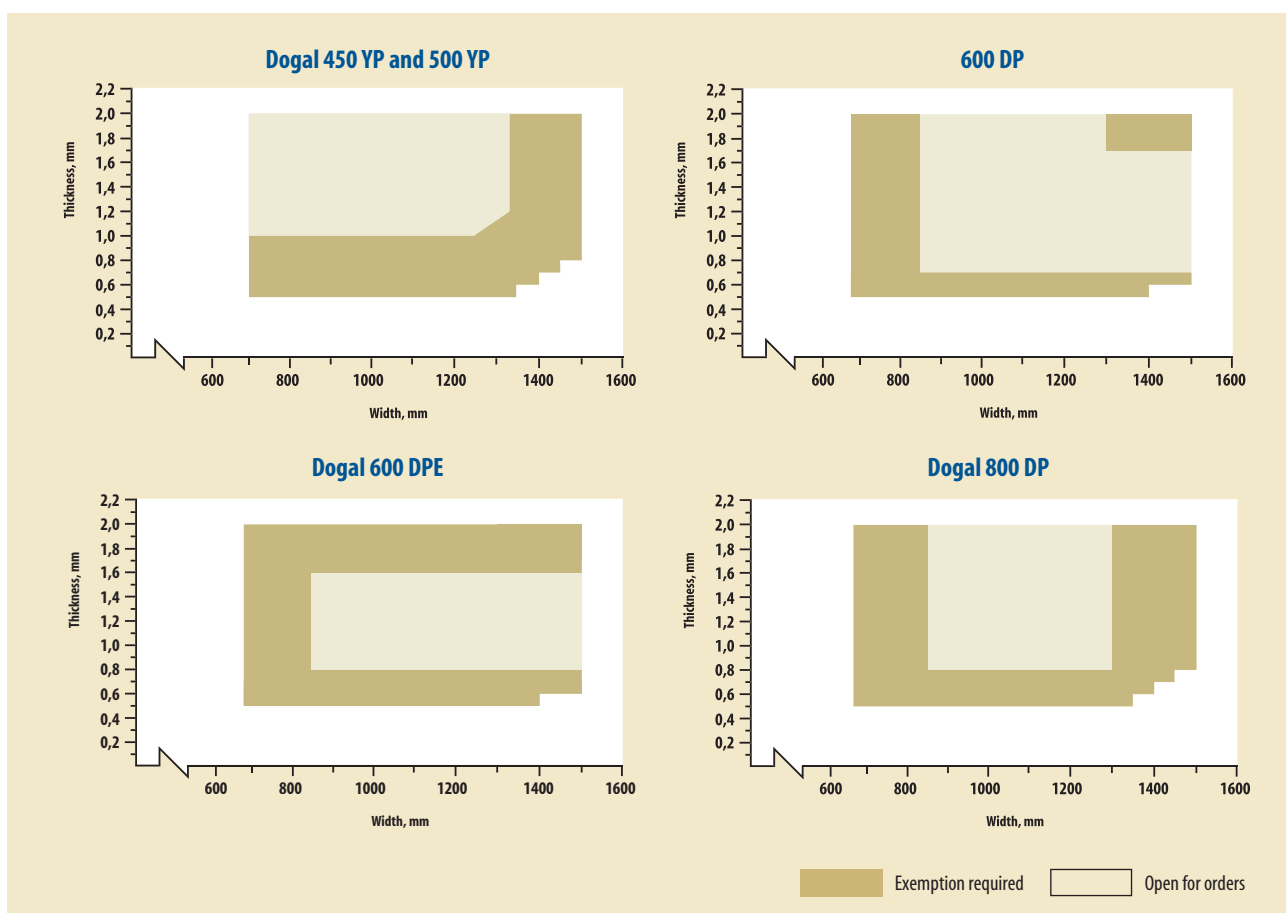 Dogal 450 YP and 500 YP
2,2
2,0
1,8
1,6
1,4
1,2
1,0
0,8
0,6
0,4
0,2
Thickness, mm
600 800 1000 1200 1400 1600
Width, mm
600 DP
2,2
2,0
1,8
1,6
1,4
1,2
1,0
0,8
0,6
0,4
0,2
Thickness, mm
600 800 1000 1200 1400 1600
Width, mm
Dogal 600 DPE
2,2
2,0
1,8
1,6
1,4
1,2
1,0
0,8
0,6
0,4
0,2
Thickness, mm
600 800 1000 1200 1400 1600
Width, mm
Dogal 800 DP
2,2
2,0
1,8
1,6
1,4
1,2
1,0
0,8
0,6
0,4
0,2
Thickness, mm
600 800 1000 1200 1400 1600
Width, mm
Exemption required
Open for orders